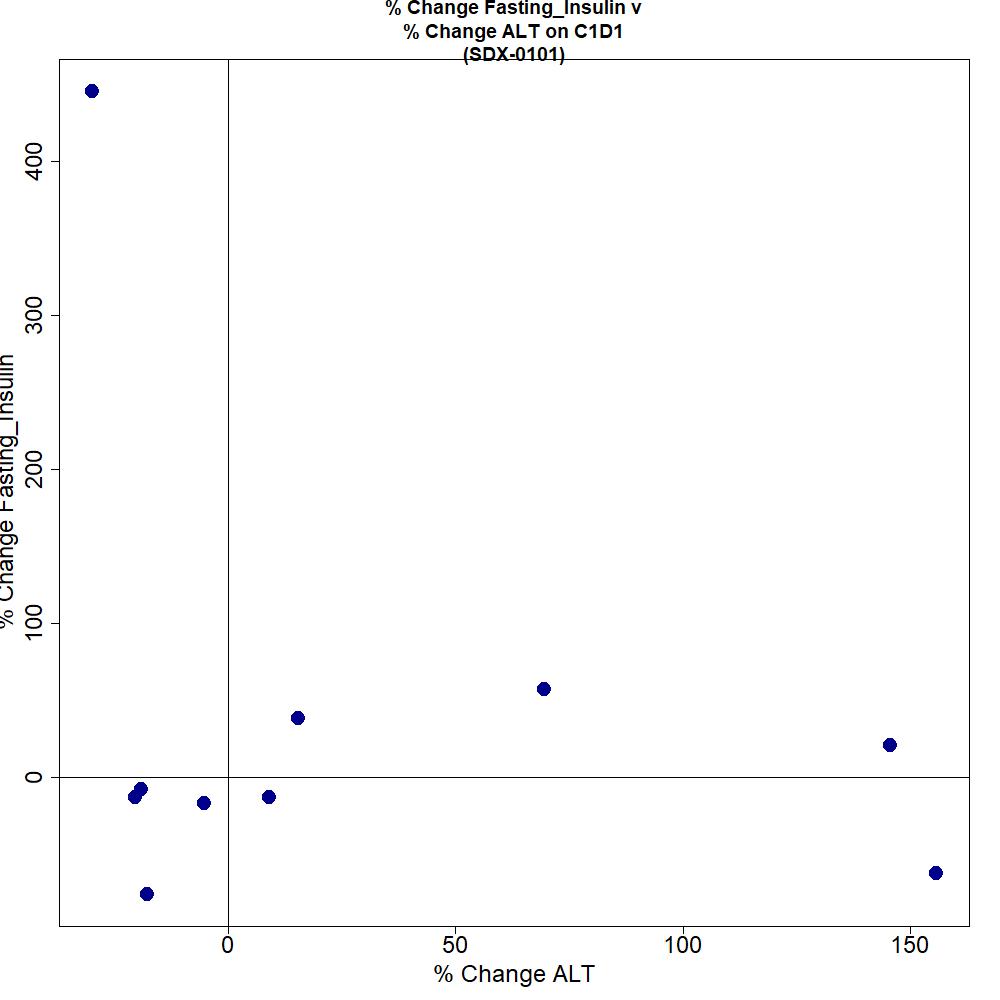 % Change Fasting_Insulin v
% Change ALT on C1D1
(SDX-0101)
400
300
200
100
0
% Change Fasting_Insulin
0
50
100
150
% Change ALT